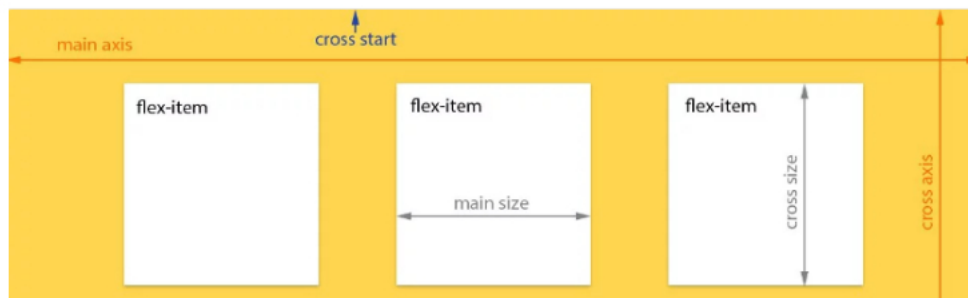 cross start
main axis
flex-item
flex-item
flex-item
main size
cross size
cross axis